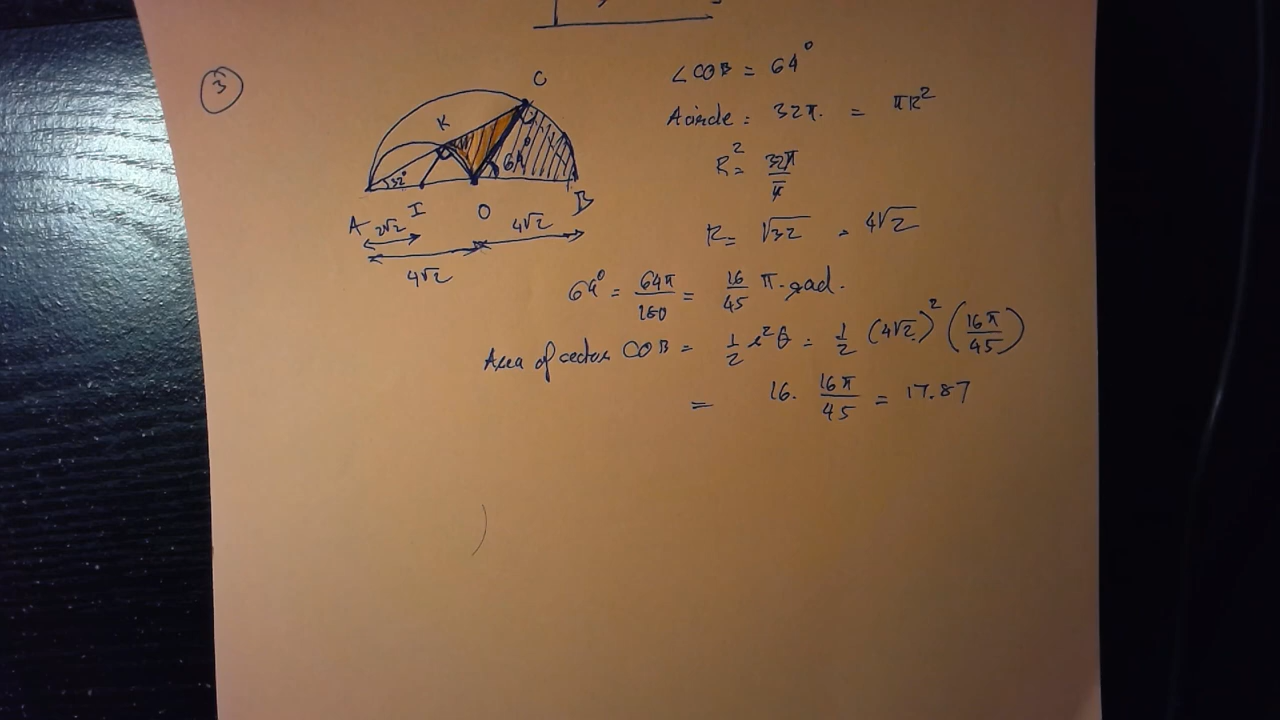 3
∠COB = 64°
A circle = 32π. = πR²
R² = 32π/π
R = √32 = 4√2
C
K
64°
32°
A
I
O
B
2√2
4√2
4√2
64° = 64π/180 = 16/45 π rad.
Area of sector COB = 1/2 r²θ = 1/2 (4√2)² (16π/45)
= 16. 16π/45 = 17.87